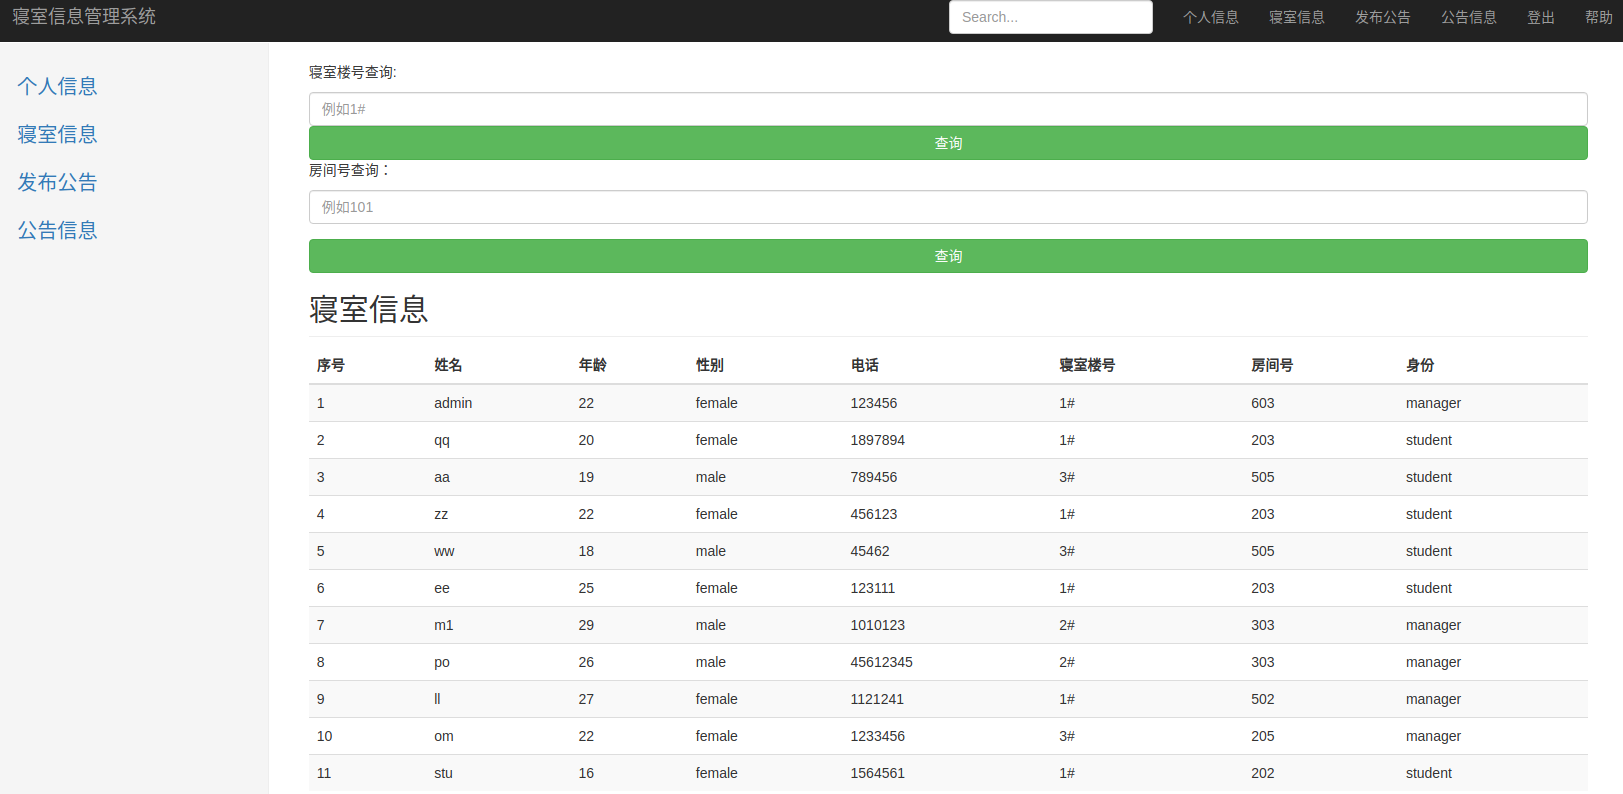 寝室信息管理系统 Search... 个人信息 寝室信息 发布公告 公告信息 登出 帮助
个人信息
寝室信息
发布公告
公告信息
寝室楼号查询:
例如1#
查询
房间号查询：
例如101
查询
寝室信息
序号 姓名 年龄 性别 电话 寝室楼号 房间号 身份
1 admin 22 female 123456 1# 603 manager
2 qq 20 female 1897894 1# 203 student
3 aa 19 male 789456 3# 505 student
4 zz 22 female 456123 1# 203 student
5 ww 18 male 45462 3# 505 student
6 ee 25 female 123111 1# 203 student
7 m1 29 male 1010123 2# 303 manager
8 po 26 male 45612345 2# 303 manager
9 ll 27 female 1121241 1# 502 manager
10 om 22 female 1233456 3# 205 manager
11 stu 16 female 1564561 1# 202 student